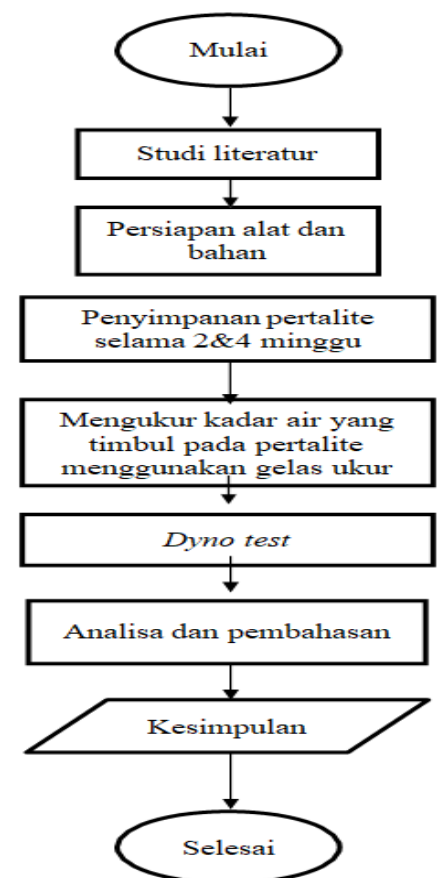 Mulai
Studi literatur
Persiapan alat dan
bahan
Penyimpanan pertalite
selama 2&4 minggu
Mengukur kadar air yang
timbul pada pertalite
menggunakan gelas ukur
Dyno test
Analisa dan pembahasan
Kesimpulan
Selesai